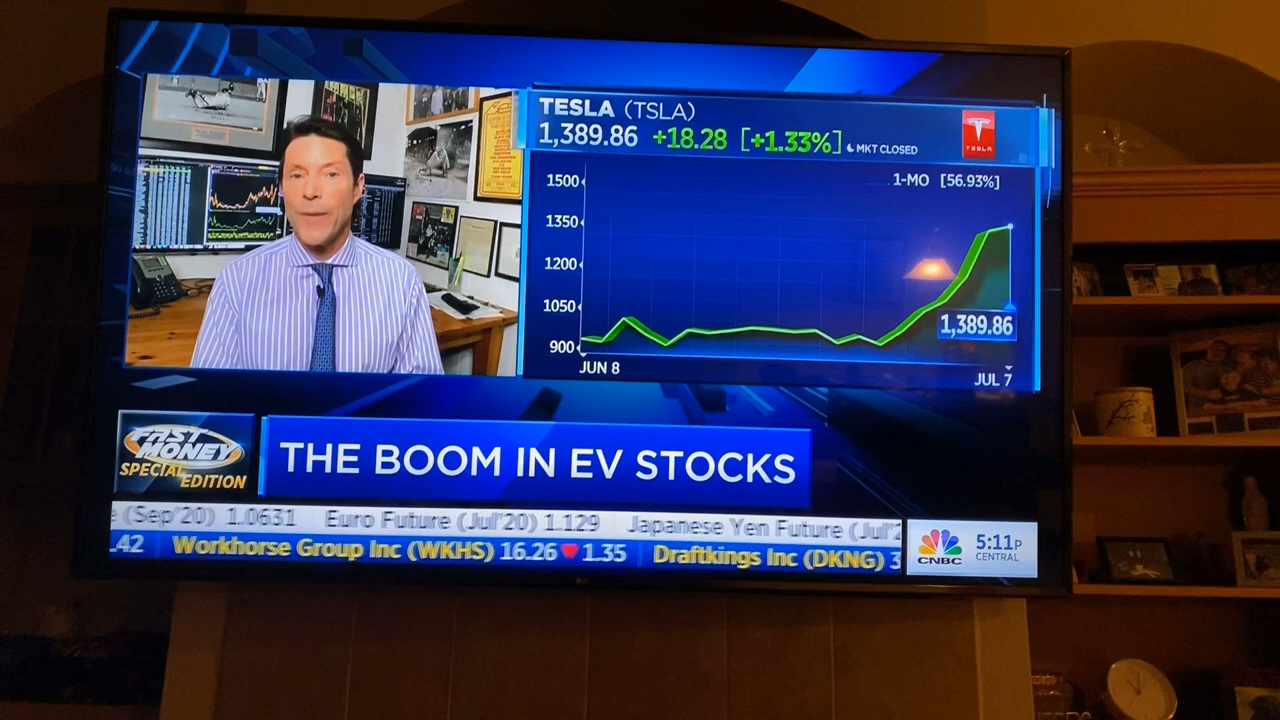 TESLA (TSLA)
1,389.86 +18.28 [+1.33%] MKT CLOSED
TESLA
1-MO [56.93%]
1500
1350
1200
1050
900
1,389.86
JUN 8
JUL 7
FAST MONEY
SPECIAL EDITION
THE BOOM IN EV STOCKS
e (Sep'20) 1.0631 Euro Future (Jul'20) 1.129 Japanese Yen Future (Jul'2
.42 Workhorse Group Inc (WKHS) 16.26 ▼ 1.35 Draftkings Inc (DKNG) 3
CNBC
5:11P
CENTRAL
LG